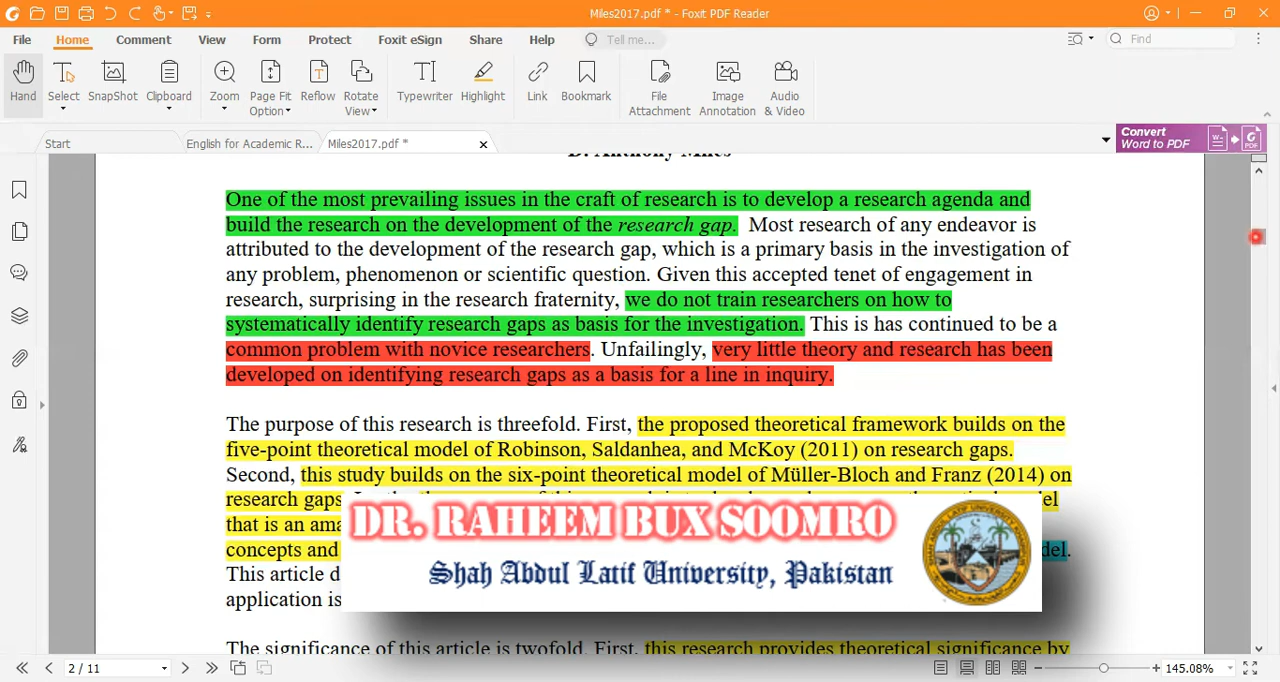 Miles2017.pdf * - Foxit PDF Reader
File Home Comment View Form Protect Foxit eSign Share Help Tell me... Find
Hand Select SnapShot Clipboard Zoom Page Fit Option Reflow Rotate View Typewriter Highlight Link Bookmark File Attachment Image Annotation Audio & Video
Start English for Academic R... Miles2017.pdf * Convert Word to PDF
D. Anthony Miles
One of the most prevailing issues in the craft of research is to develop a research agenda and
build the research on the development of the research gap. Most research of any endeavor is
attributed to the development of the research gap, which is a primary basis in the investigation of
any problem, phenomenon or scientific question. Given this accepted tenet of engagement in
research, surprising in the research fraternity, we do not train researchers on how to
systematically identify research gaps as basis for the investigation. This is has continued to be a
common problem with novice researchers. Unfailingly, very little theory and research has been
developed on identifying research gaps as a basis for a line in inquiry.
The purpose of this research is threefold. First, the proposed theoretical framework builds on the
five-point theoretical model of Robinson, Saldanhea, and McKoy (2011) on research gaps.
Second, this study builds on the six-point theoretical model of Müller-Bloch and Franz (2014) on
research gaps
that is an ama
concepts and del.
This article d
application is
DR. RAHEEM BUX SOOMRO
Shah Abdul Latif University, Pakistan
The significance of this article is twofold. First, this research provides theoretical significance by
2 / 11 145.08%